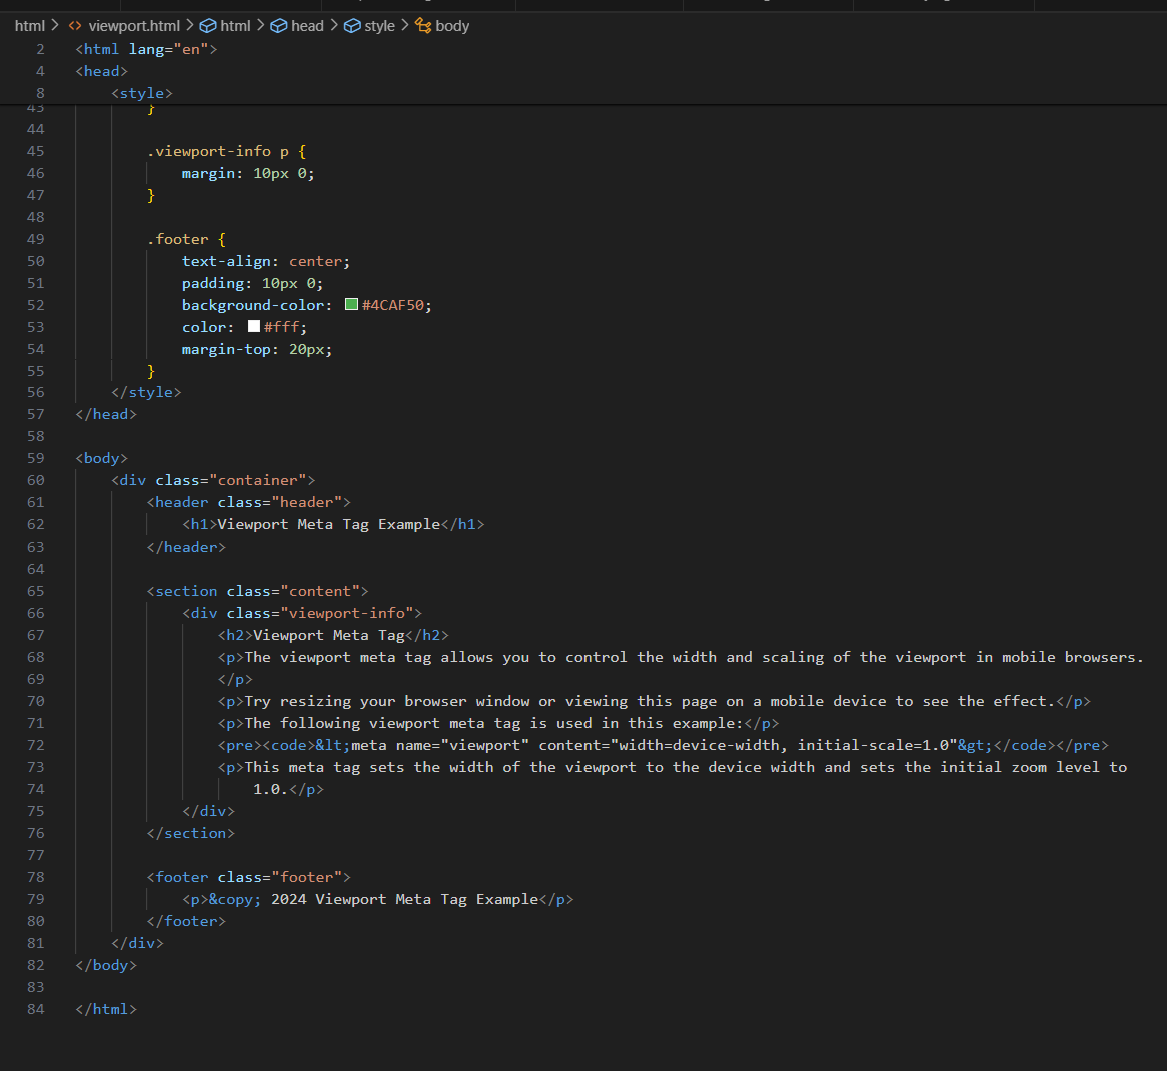 html > <> viewport.html > html > head > style > body
2 <html lang="en">
4 <head>
8 <style>
43 }
44
45 .viewport-info p {
46 margin: 10px 0;
47 }
48
49 .footer {
50 text-align: center;
51 padding: 10px 0;
52 background-color: #4CAF50;
53 color: #fff;
54 margin-top: 20px;
55 }
56 </style>
57 </head>
58
59 <body>
60 <div class="container">
61 <header class="header">
62 <h1>Viewport Meta Tag Example</h1>
63 </header>
64
65 <section class="content">
66 <div class="viewport-info">
67 <h2>Viewport Meta Tag</h2>
68 <p>The viewport meta tag allows you to control the width and scaling of the viewport in mobile browsers.
69 </p>
70 <p>Try resizing your browser window or viewing this page on a mobile device to see the effect.</p>
71 <p>The following viewport meta tag is used in this example:</p>
72 <pre><code>&lt;meta name="viewport" content="width=device-width, initial-scale=1.0"&gt;</code></pre>
73 <p>This meta tag sets the width of the viewport to the device width and sets the initial zoom level to
74 1.0.</p>
75 </div>
76 </section>
77
78 <footer class="footer">
79 <p>&copy; 2024 Viewport Meta Tag Example</p>
80 </footer>
81 </div>
82 </body>
83
84 </html>